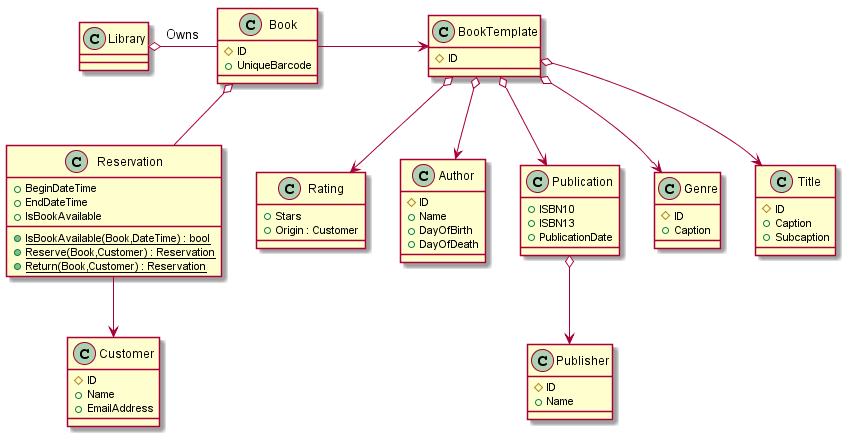 C Library
Owns
C Book
ID
UniqueBarcode
C BookTemplate
ID
C Reservation
BeginDateTime
EndDateTime
IsBookAvailable
IsBookAvailable(Book,DateTime) : bool
Reserve(Book,Customer) : Reservation
Return(Book,Customer) : Reservation
C Rating
Stars
Origin : Customer
C Author
ID
Name
DayOfBirth
DayOfDeath
C Publication
ISBN10
ISBN13
PublicationDate
C Genre
ID
Caption
C Title
ID
Caption
Subcaption
C Customer
ID
Name
EmailAddress
C Publisher
ID
Name